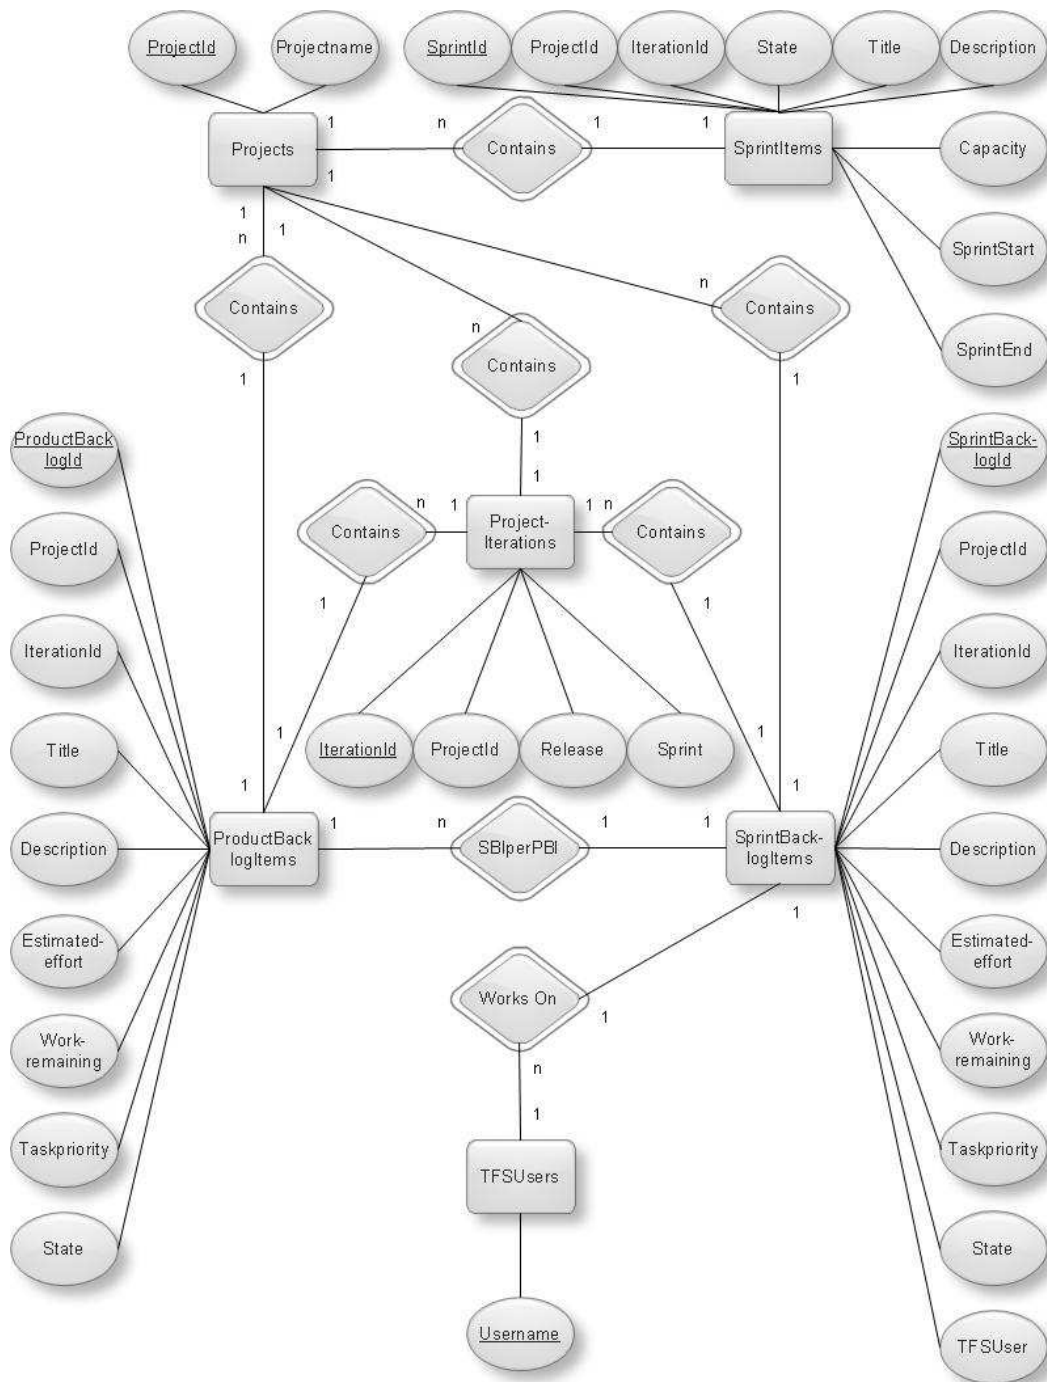 ProjectId
Projectname
SprintId
ProjectId
IterationId
State
Title
Description
1
n
1
1
Projects
Contains
SprintItems
Capacity
1
1
n
1
SprintStart
n
Contains
Contains
n
Contains
SprintEnd
1
1
1
ProductBack
logId
SprintBack-
logId
1
n
1
1
n
Contains
Project-
Iterations
Contains
ProjectId
ProjectId
1
1
IterationId
IterationId
1
1
IterationId
ProjectId
Release
Sprint
Title
Title
1
1
1
n
1
1
ProductBack
logItems
SBIperPBI
SprintBack-
logItems
Description
Description
1
Estimated-
effort
Estimated-
effort
Works On
1
n
Work-
remaining
Work-
remaining
1
Taskpriority
Taskpriority
TFSUsers
State
State
Username
TFSUser